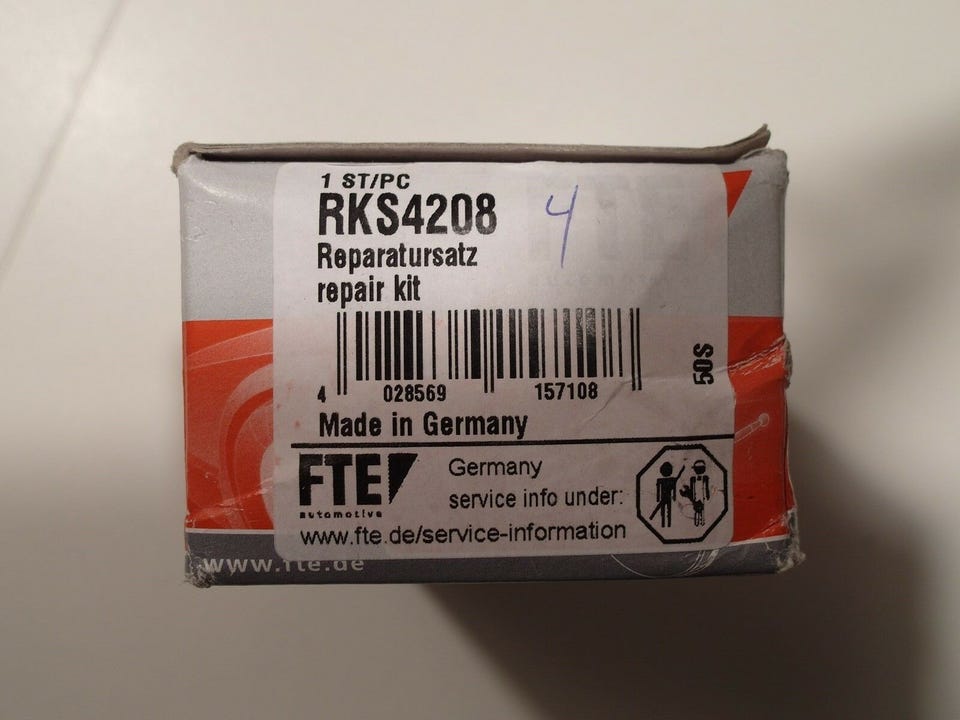 1 ST/PC
RKS4208 4
Reparatursatz
repair kit
4 028569 157108
50S
Made in Germany
FTE
automotive
Germany
service info under:
www.fte.de/service-information
www.fte.de